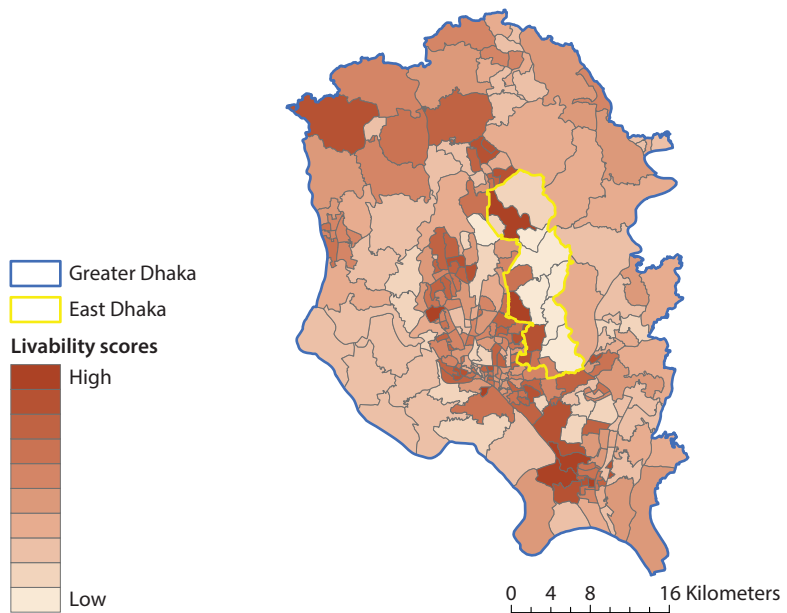 Greater Dhaka
East Dhaka
Livability scores
High
Low
0 4 8 16 Kilometers